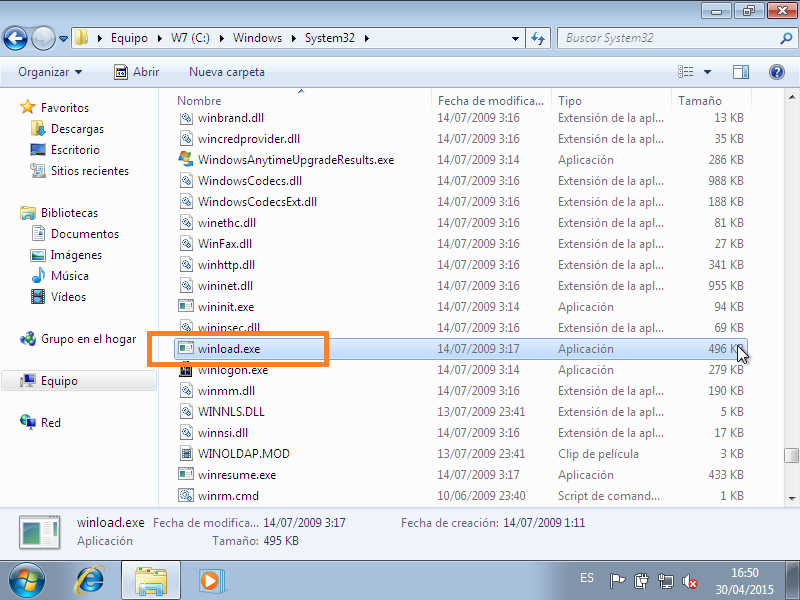 Equipo W7 (C:) Windows System32
Buscar System32
Organizar Abrir Nueva carpeta
Nombre Fecha de modifica... Tipo Tamaño
Favoritos
Descargas
Escritorio
Sitios recientes
Bibliotecas
Documentos
Imágenes
Música
Vídeos
Grupo en el hogar
Equipo
Red
winbrand.dll 14/07/2009 3:16 Extensión de la apl... 13 KB
wincredprovider.dll 14/07/2009 3:16 Extensión de la apl... 35 KB
WindowsAnytimeUpgradeResults.exe 14/07/2009 3:14 Aplicación 286 KB
WindowsCodecs.dll 14/07/2009 3:16 Extensión de la apl... 988 KB
WindowsCodecsExt.dll 14/07/2009 3:16 Extensión de la apl... 188 KB
winethc.dll 14/07/2009 3:16 Extensión de la apl... 81 KB
WinFax.dll 14/07/2009 3:16 Extensión de la apl... 27 KB
winhttp.dll 14/07/2009 3:16 Extensión de la apl... 341 KB
wininet.dll 14/07/2009 3:16 Extensión de la apl... 955 KB
wininit.exe 14/07/2009 3:14 Aplicación 94 KB
winipsec.dll 14/07/2009 3:16 Extensión de la apl... 69 KB
winload.exe 14/07/2009 3:17 Aplicación 496 KB
winlogon.exe 14/07/2009 3:14 Aplicación 279 KB
winmm.dll 14/07/2009 3:16 Extensión de la apl... 190 KB
WINNLS.DLL 13/07/2009 23:41 Extensión de la apl... 5 KB
winnsi.dll 14/07/2009 3:16 Extensión de la apl... 17 KB
WINOLDAP.MOD 13/07/2009 23:41 Clip de película 3 KB
winresume.exe 14/07/2009 3:17 Aplicación 433 KB
winrm.cmd 10/06/2009 23:40 Script de comand... 1 KB
winload.exe Fecha de modifica... 14/07/2009 3:17 Fecha de creación: 14/07/2009 1:11
Aplicación Tamaño: 495 KB
ES
16:50
30/04/2015